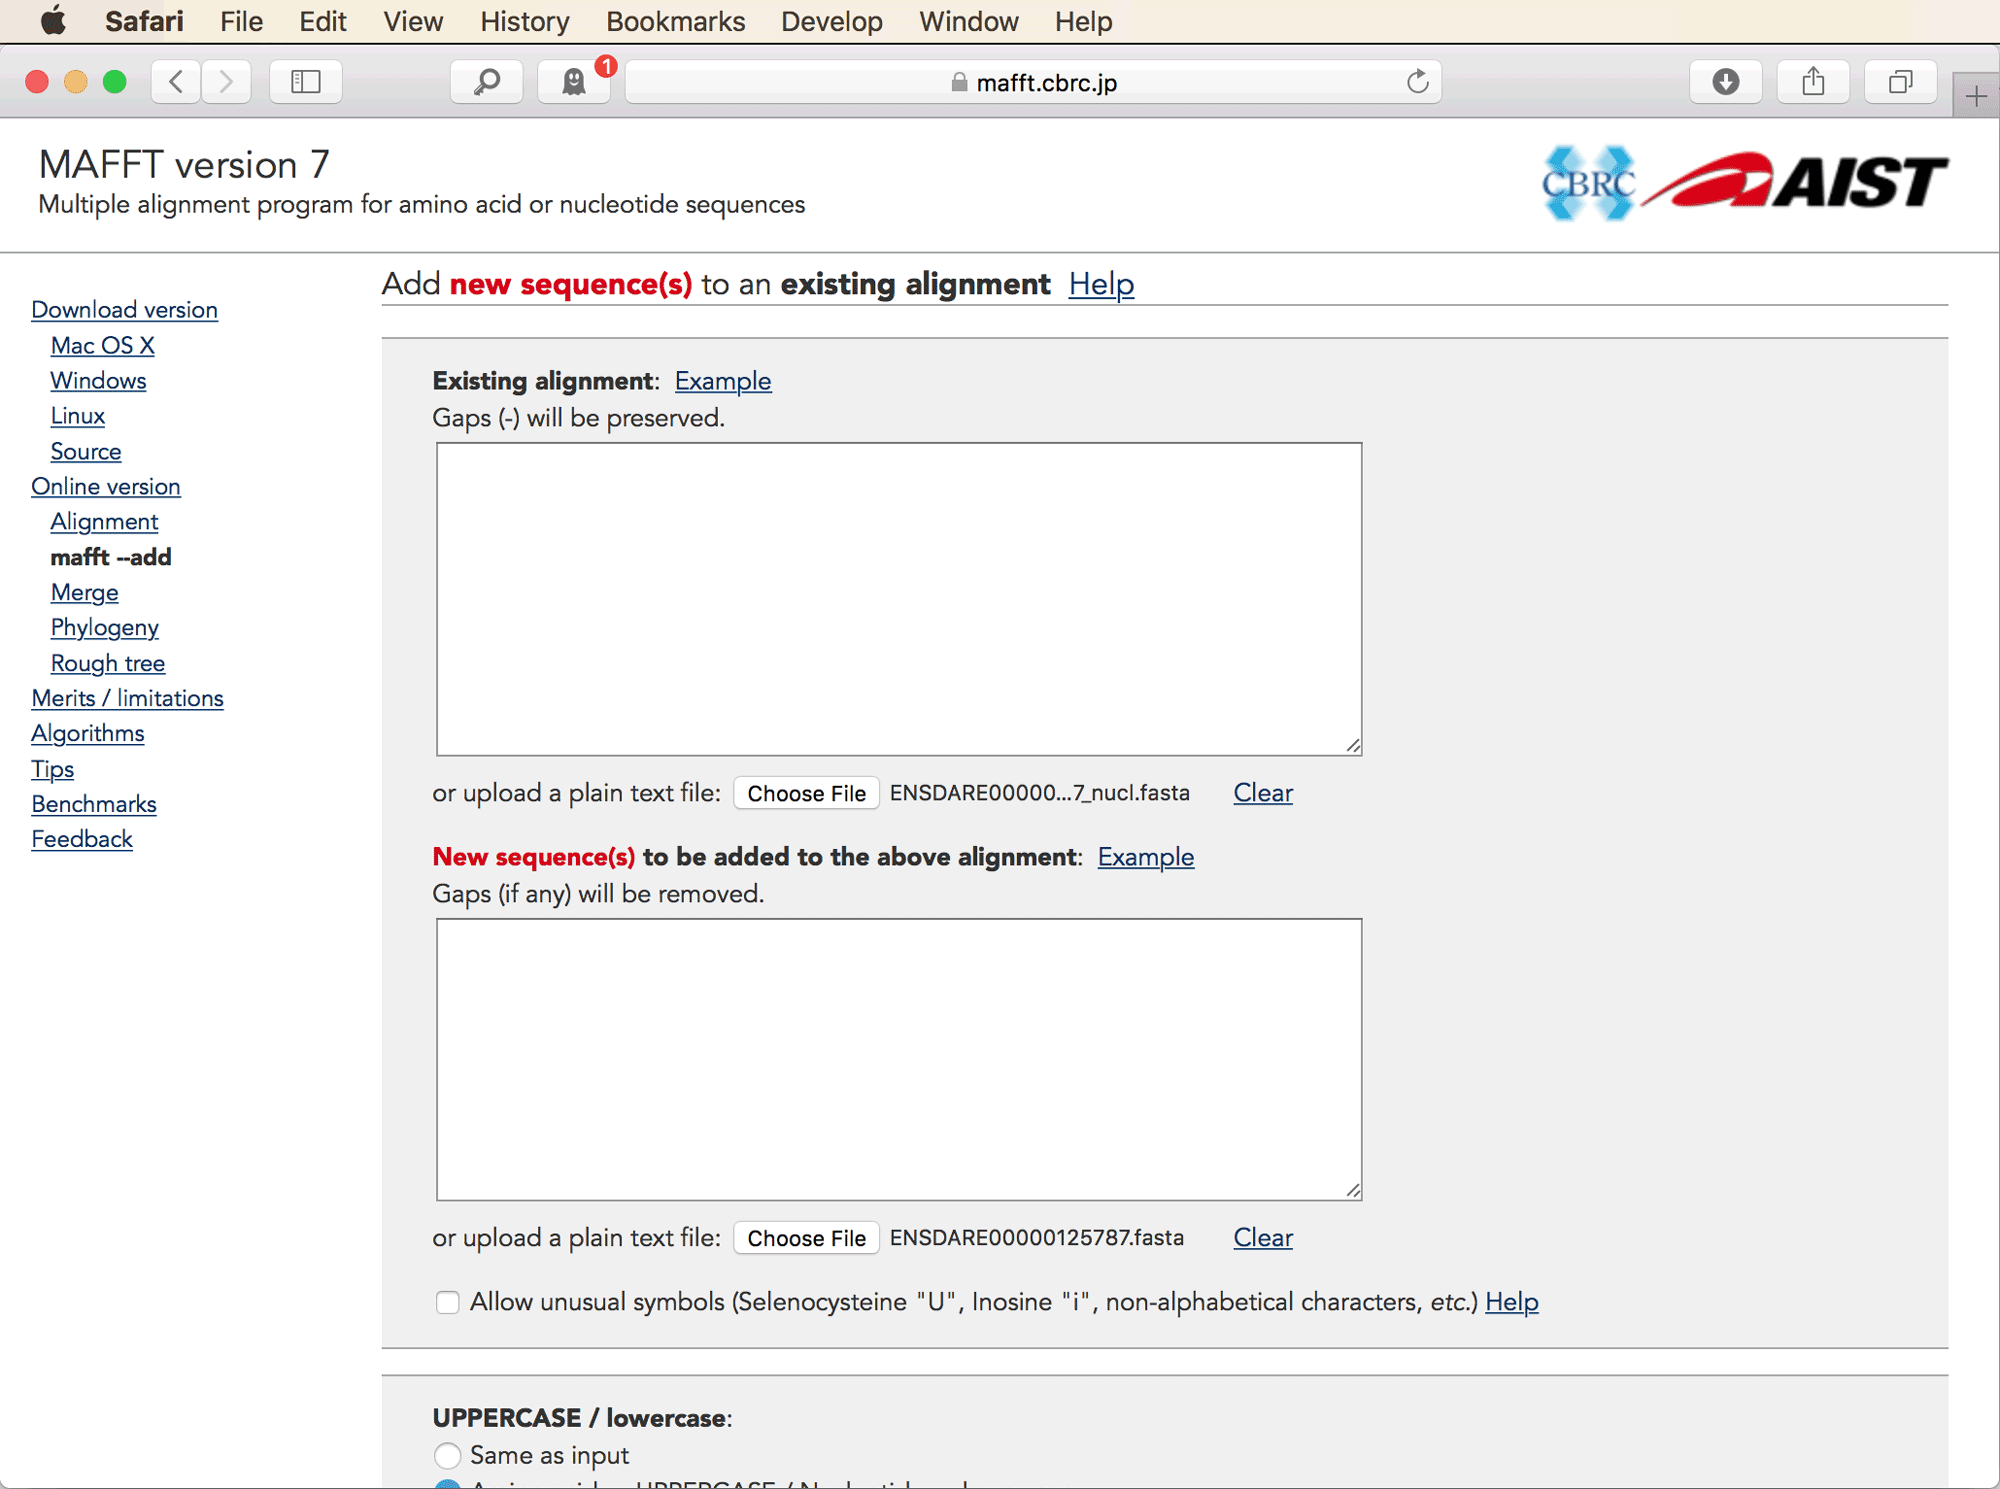 Safari File Edit View History Bookmarks Develop Window Help
1
mafft.cbrc.jp
MAFFT version 7
Multiple alignment program for amino acid or nucleotide sequences
CBRC AIST
Add new sequence(s) to an existing alignment Help
Download version
Mac OS X
Windows
Linux
Source
Online version
Alignment
mafft --add
Merge
Phylogeny
Rough tree
Merits / limitations
Algorithms
Tips
Benchmarks
Feedback
Existing alignment: Example
Gaps (-) will be preserved.
or upload a plain text file: Choose File ENSDARE00000...7_nucl.fasta Clear
New sequence(s) to be added to the above alignment: Example
Gaps (if any) will be removed.
or upload a plain text file: Choose File ENSDARE00000125787.fasta Clear
Allow unusual symbols (Selenocysteine "U", Inosine "i", non-alphabetical characters, etc.) Help
UPPERCASE / lowercase:
Same as input